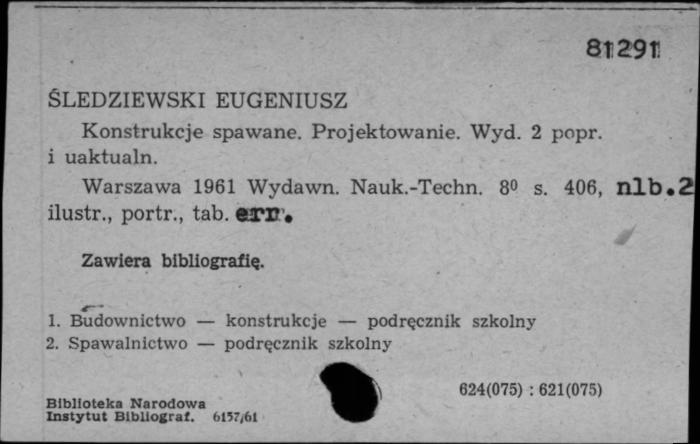 81291
ŚLEDZIEWSKI EUGENIUSZ
Konstrukcje spawane. Projektowanie. Wyd. 2 popr.
i uaktualn.
Warszawa 1961 Wydawn. Nauk.-Techn. 8⁰ s. 406, nlb.2
ilustr., portr., tab. err.
Zawiera bibliografię.
1. Budownictwo — konstrukcje — podręcznik szkolny
2. Spawalnictwo — podręcznik szkolny
624(075) : 621(075)
Biblioteka Narodowa
Instytut Bibliograf. 6157/61